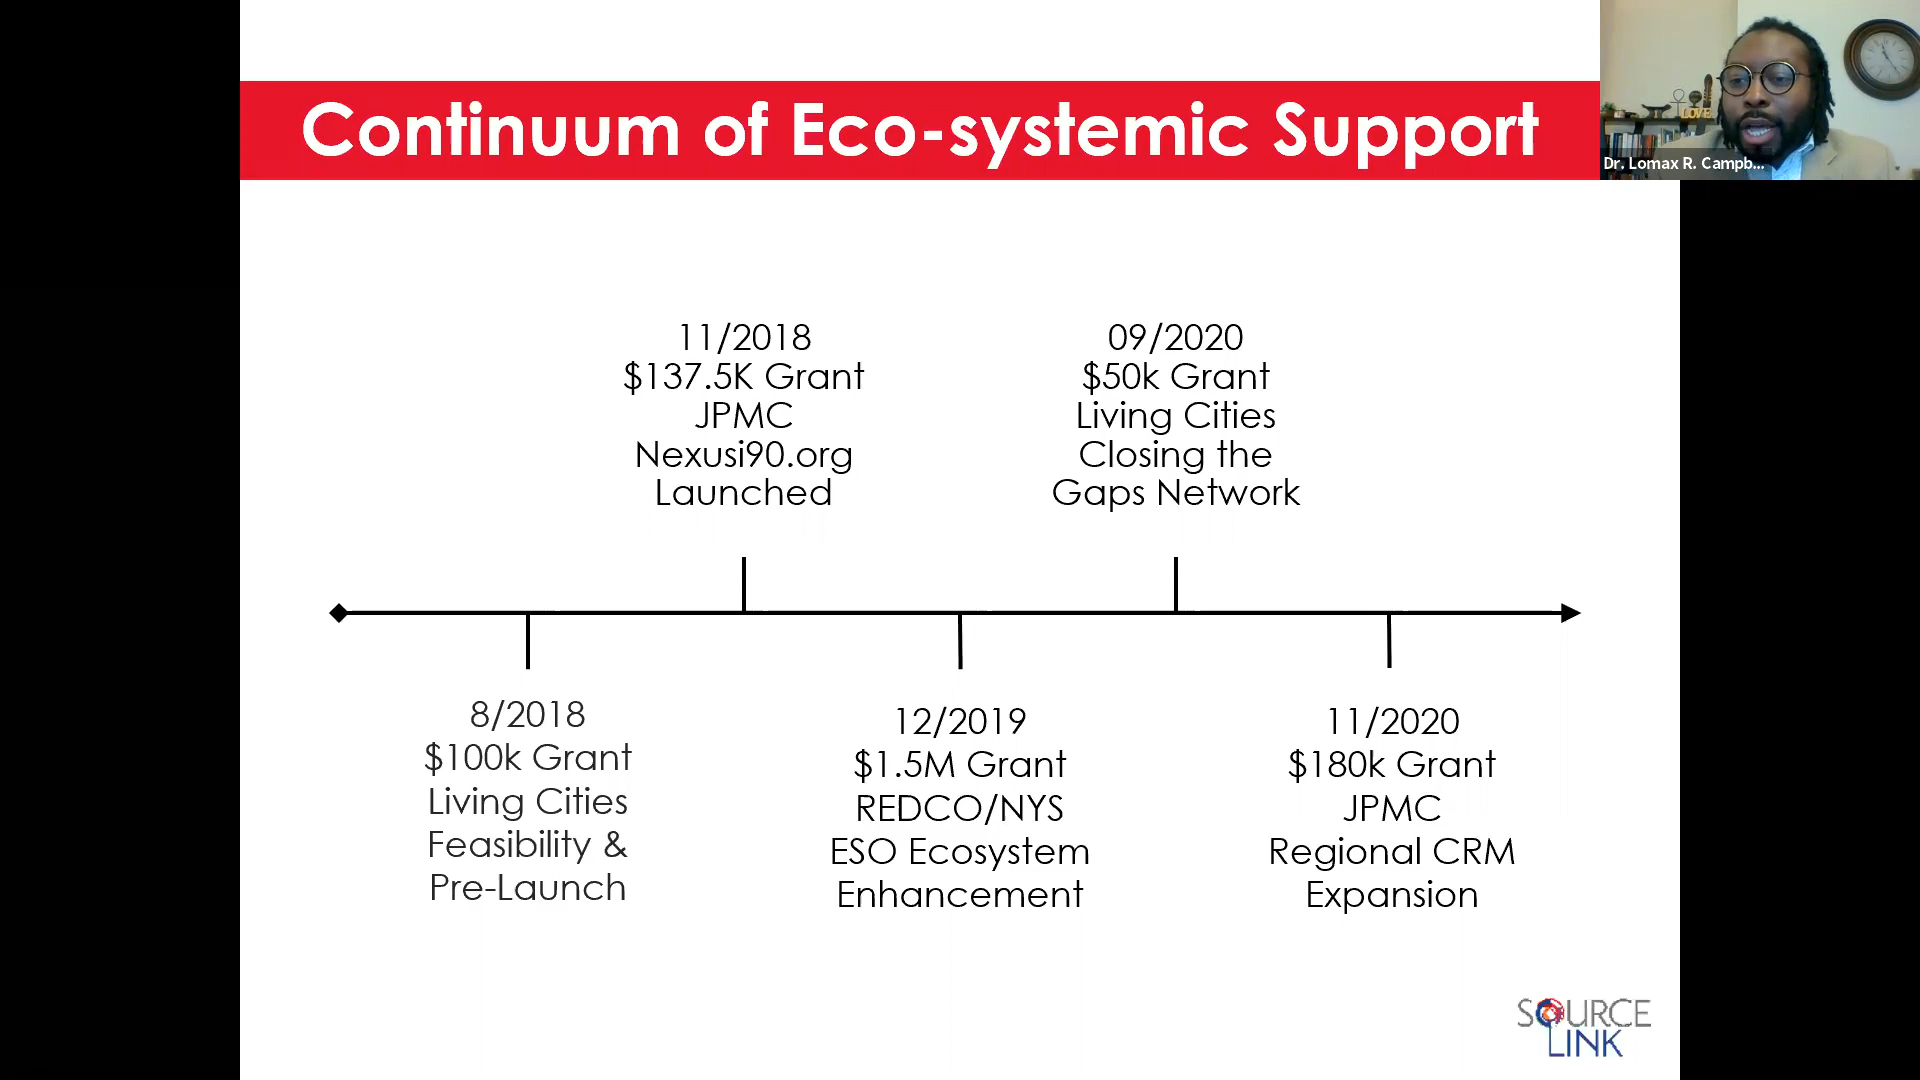 Continuum of Eco-systemic Support
LOVE
Dr. Lomax R. Campb...
11/2018
$137.5K Grant
JPMC
Nexusi90.org
Launched
09/2020
$50k Grant
Living Cities
Closing the
Gaps Network
8/2018
$100k Grant
Living Cities
Feasibility &
Pre-Launch
12/2019
$1.5M Grant
REDCO/NYS
ESO Ecosystem
Enhancement
11/2020
$180k Grant
JPMC
Regional CRM
Expansion
SOURCE
LINK